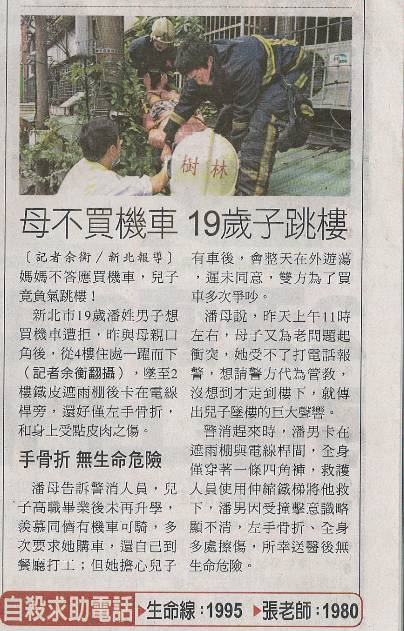 樹林
母不買機車 19歲子跳樓
〔記者余衡／新北報導〕
媽媽不答應買機車，兒子
竟負氣跳樓！
新北市19歲潘姓男子想
買機車遭拒，昨與母親口
角後，從4樓住處一躍而下
（記者余衡翻攝），墜至2
樓鐵皮遮雨棚後卡在電線
桿旁，還好僅左手骨折，
和身上受點皮肉之傷。
手骨折 無生命危險
潘母告訴警消人員，兒
子高職畢業後未再升學，
羨慕同儕有機車可騎，多
次要求她購車，還自己到
餐廳打工；但她擔心兒子
有車後，會整天在外遊蕩
，遲未同意，雙方為了買
車多次爭吵。
潘母說，昨天上午11時
左右，母子又為老問題起
衝突，她受不了打電話報
警，想請警方代為管教，
沒想到才走到樓下，就傳
出兒子墜樓的巨大聲響。
警消趕來時，潘男卡在
遮雨棚與電線桿間，全身
僅穿著一條四角褲，救護
人員使用伸縮鐵梯將他救
下，潘男因受撞擊意識略
顯不清，左手骨折、全身
多處擦傷，所幸送醫後無
生命危險。
自殺求助電話 ▶生命線：1995 ▶張老師：1980